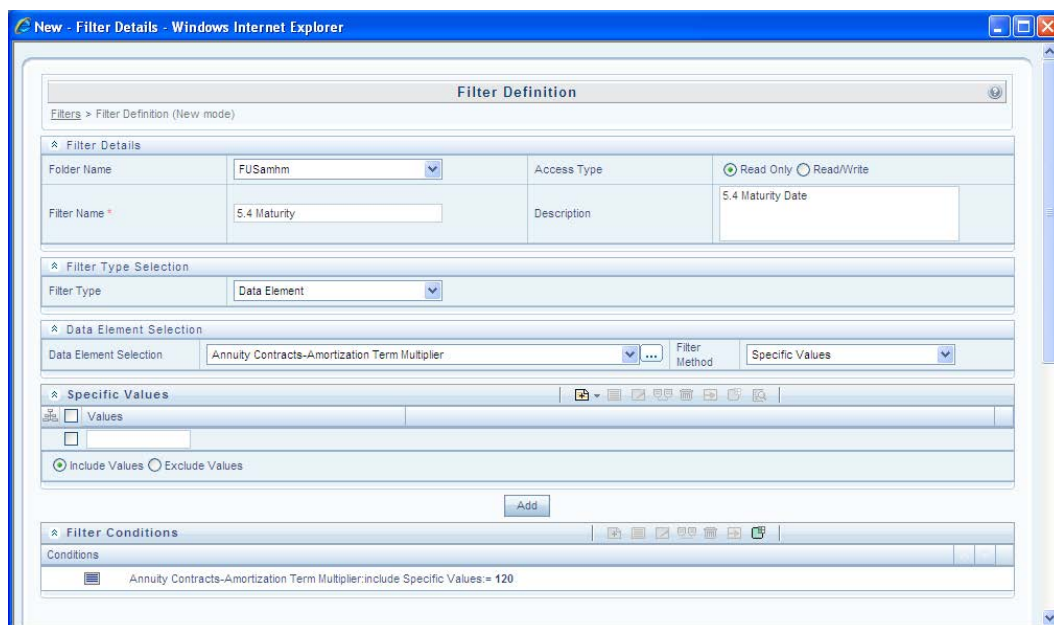 New - Filter Details - Windows Internet Explorer
Filter Definition
Filters > Filter Definition (New mode)
Filter Details
Folder Name FUSamhm Access Type Read Only Read/Write
Filter Name * 5.4 Maturity Description 5.4 Maturity Date
Filter Type Selection
Filter Type Data Element
Data Element Selection
Data Element Selection Annuity Contracts-Amortization Term Multiplier ... Filter Method Specific Values
Specific Values
Values
Include Values Exclude Values
Add
Filter Conditions
Conditions
Annuity Contracts-Amortization Term Multiplier:include Specific Values:= 120